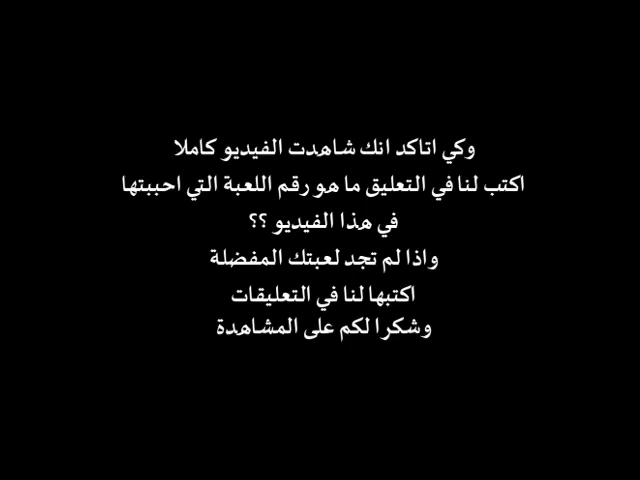 وكي اتاكد انك شاهدت الفيديو كاملا
اكتب لنا في التعليق ما هو رقم اللعبة التي احببتها
في هذا الفيديو ؟؟
واذا لم تجد لعبتك المفضلة
اكتبها لنا في التعليقات
وشكرا لكم على المشاهدة